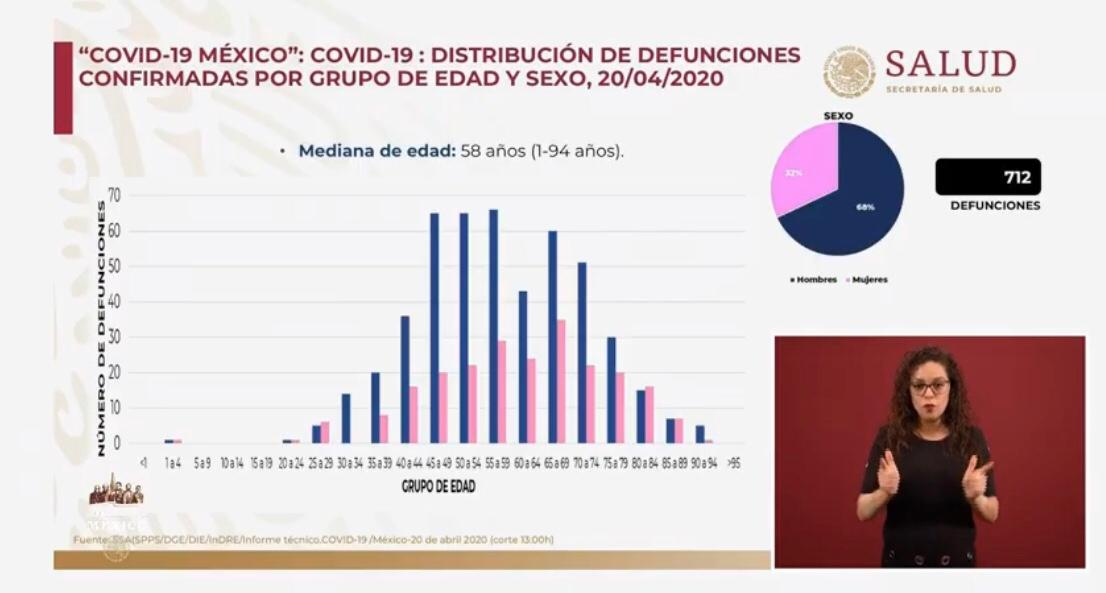 “COVID-19 MÉXICO”: COVID-19 : DISTRIBUCIÓN DE DEFUNCIONES
CONFIRMADAS POR GRUPO DE EDAD Y SEXO, 20/04/2020
SALUD
SECRETARÍA DE SALUD
• Mediana de edad: 58 años (1-94 años).
SEXO
32%
68%
Hombres Mujeres
712
DEFUNCIONES
NÚMERO DE DEFUNCIONES
70
60
50
40
30
20
10
0
<1 1 a 4 5 a 9 10 a 14 15 a 19 20 a 24 25 a 29 30 a 34 35 a 39 40 a 44 45 a 49 50 a 54 55 a 59 60 a 64 65 a 69 70 a 74 75 a 79 80 a 84 85 a 89 90 a 94 >95
GRUPO DE EDAD
MÉXICO
Fuente: SSA(SPPS/DGE/DIE/InDRE/Informe técnico.COVID-19 /México-20 de abril 2020 (corte 13:00h)